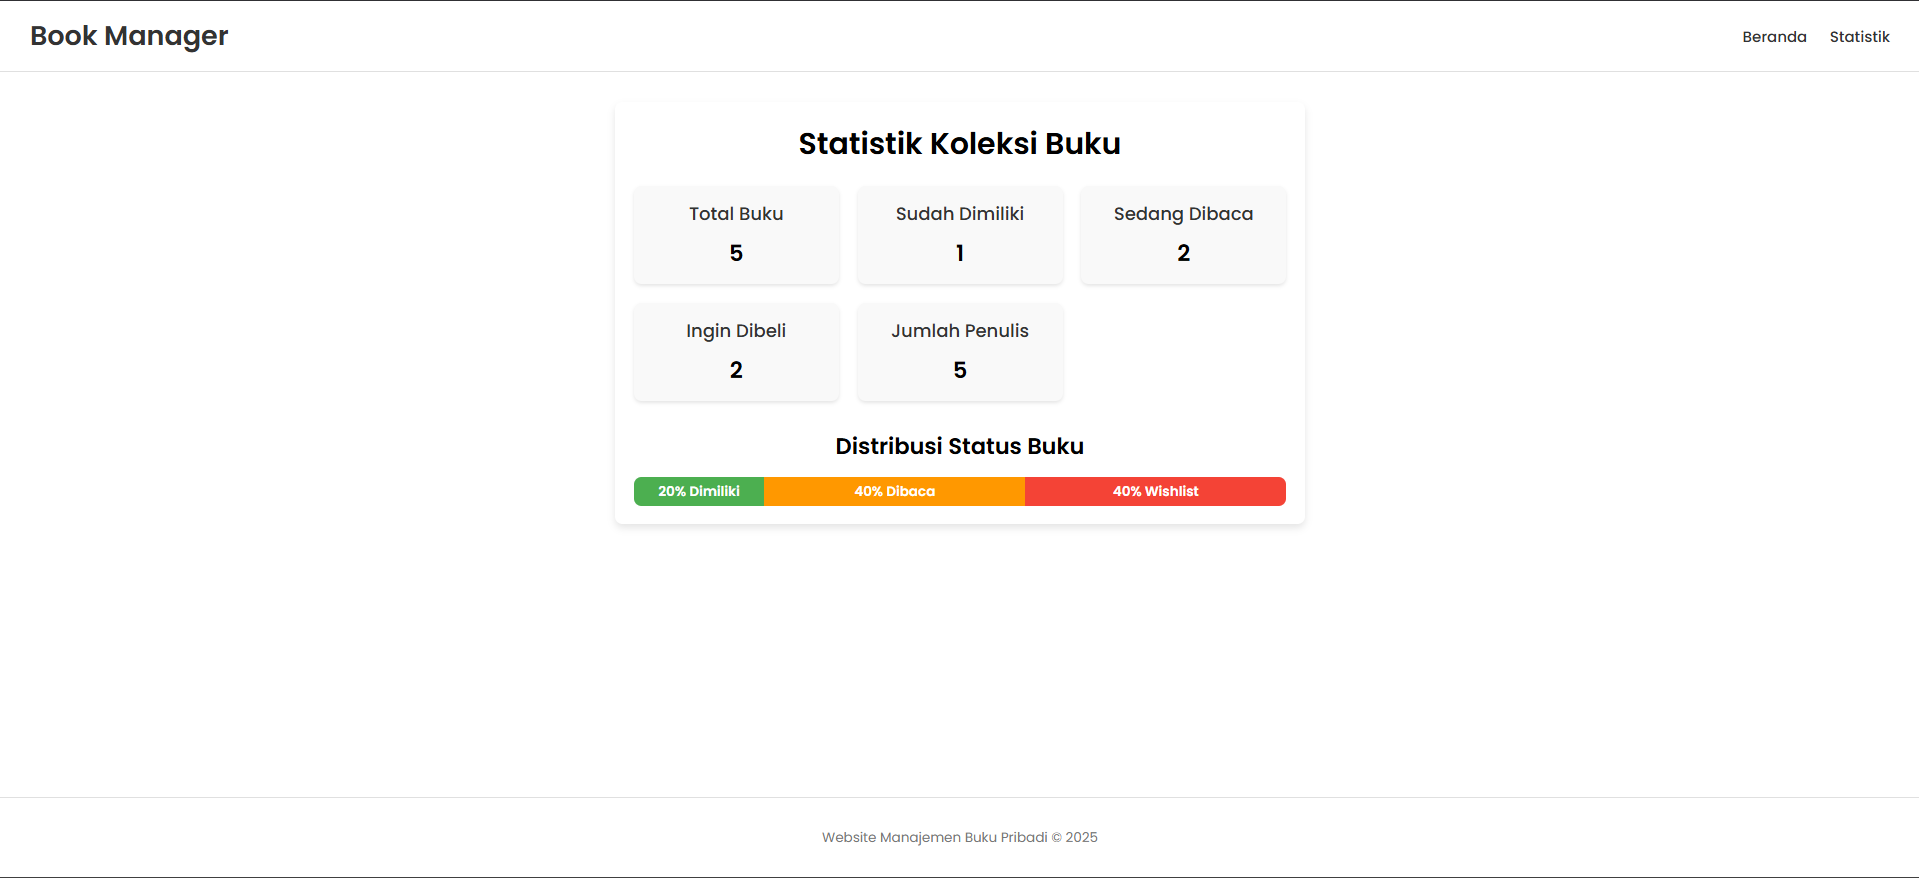 Book Manager
Beranda Statistik
Statistik Koleksi Buku
Total Buku
5
Sudah Dimiliki
1
Sedang Dibaca
2
Ingin Dibeli
2
Jumlah Penulis
5
Distribusi Status Buku
20% Dimiliki 40% Dibaca 40% Wishlist
Website Manajemen Buku Pribadi © 2025